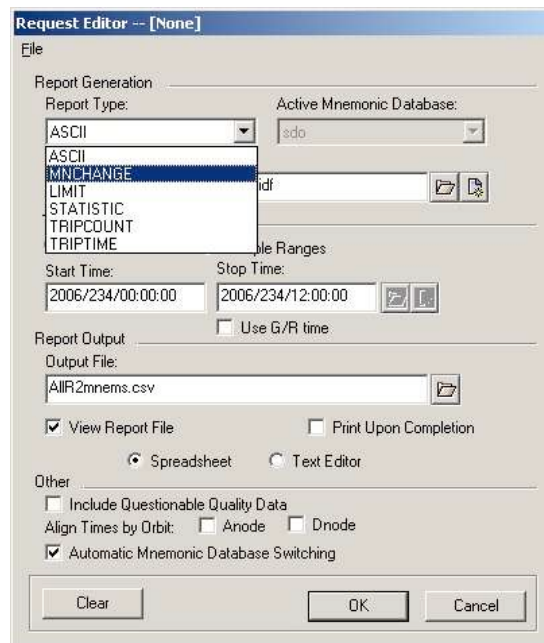 Request Editor -- [None]
File
Report Generation
Report Type:
Active Mnemonic Database:
ASCII
sdo
ASCII
MNCHANGE
LIMIT
STATISTIC
TRIPCOUNT
TRIPTIME
idf
Ranges
Start Time:
Stop Time:
2006/234/00:00:00
2006/234/12:00:00
Use G/R time
Report Output
Output File:
AllR2mnems.csv
View Report File
Print Upon Completion
Spreadsheet
Text Editor
Other
Include Questionable Quality Data
Align Times by Orbit:
Anode
Dnode
Automatic Mnemonic Database Switching
Clear
OK
Cancel